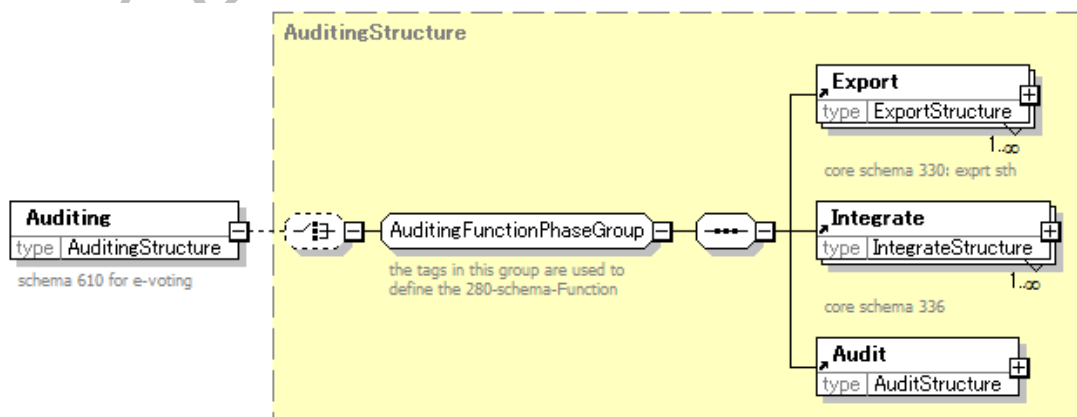 AuditingStructure
Export
type ExportStructure
1..∞
core schema 330: exprt sth
Auditing
type AuditingStructure
schema 610 for e-voting
AuditingFunctionPhaseGroup
the tags in this group are used to
define the 280-schema-Function
Integrate
type IntegrateStructure
1..∞
core schema 336
Audit
type AuditStructure